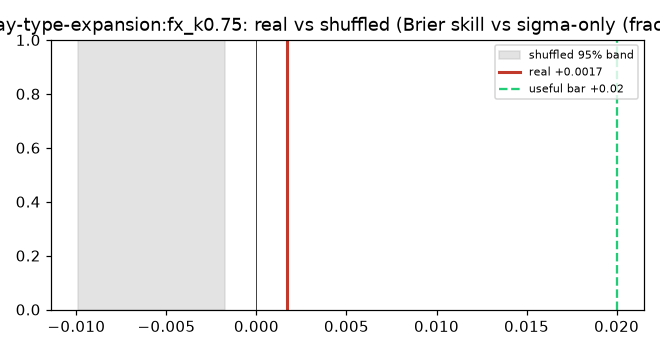 ay-type-expansion:fx_k0.75: real vs shuffled (Brier skill vs sigma-only (frac
1.0
0.8
0.6
0.4
0.2
0.0
shuffled 95% band
real +0.0017
useful bar +0.02
−0.010 −0.005 0.000 0.005 0.010 0.015 0.020